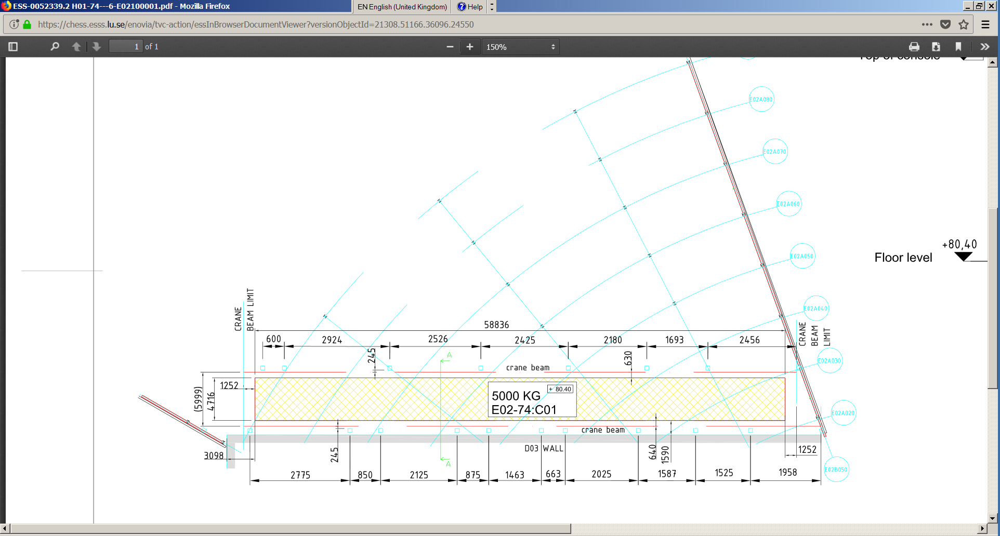 ESS-0052339.2 H01-74---6-E02100001.pdf - Mozilla Firefox
EN English (United Kingdom)
Help
https://chess.esss.lu.se/enovia/tvc-action/essInBrowserDocumentViewer?versionObjectId=21308.51166.36096.24550
1 of 1
150%
E02A080
E02A070
E02A060
E02A050
E02A040
E02A030
E02A020
E02B050
+80,40
Floor level
CRANE
BEAM LIMIT
CRANE
BEAM
LIMIT
58836
600
2924
2526
2425
2180
1693
2456
245
A
630
crane beam
1252
(5999)
4716
5000 KG
+ 80.40
E02-74:C01
crane beam
D03 WALL
3098
245
A
640
1590
1252
2775
850
2125
875
1463
663
2025
1587
1525
1958